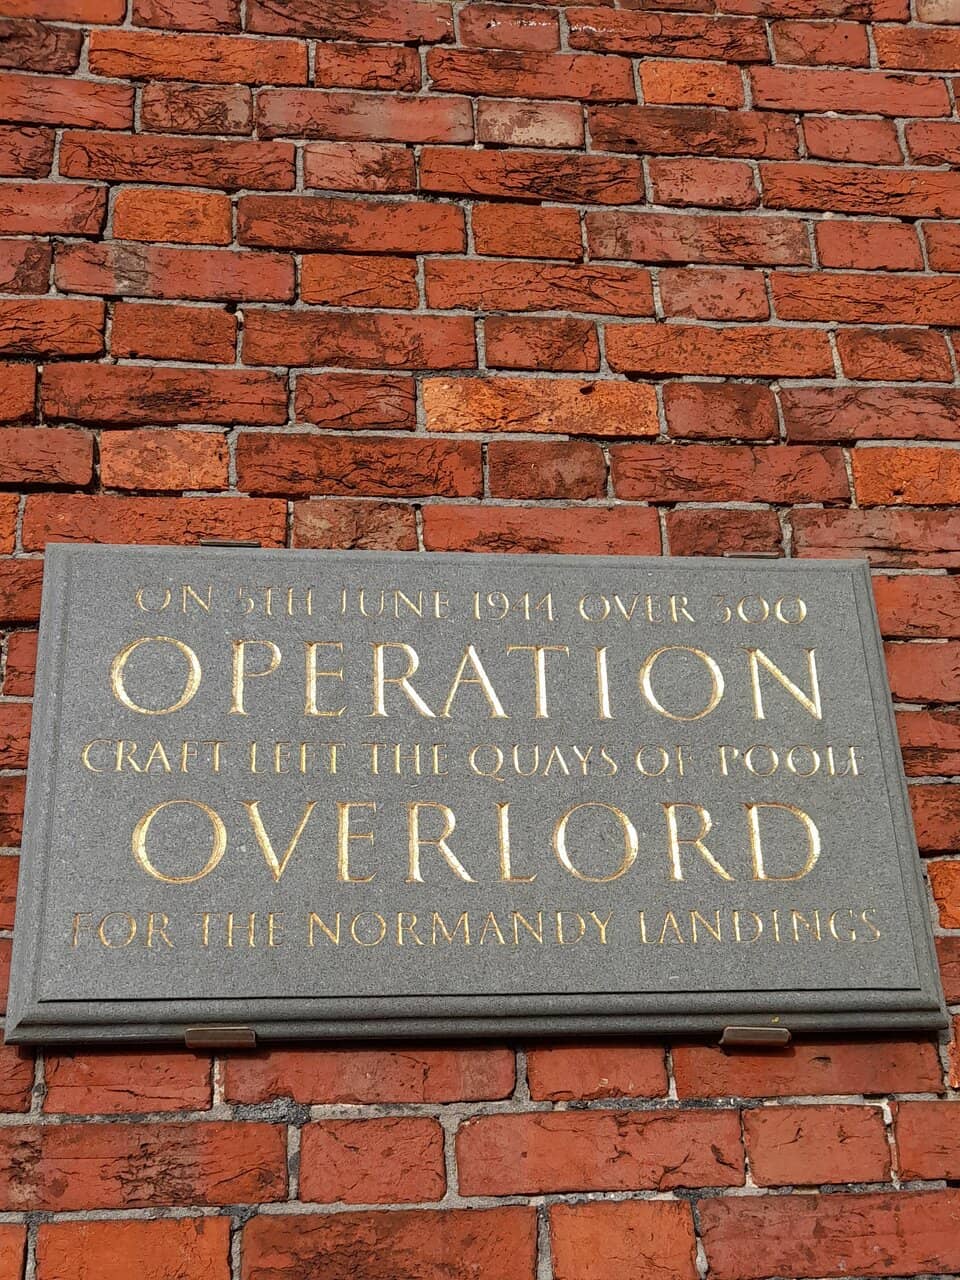 ON 5TH JUNE 1944 OVER 300
OPERATION
CRAFT LEFT THE QUAYS OF POOLE
OVERLORD
FOR THE NORMANDY LANDINGS